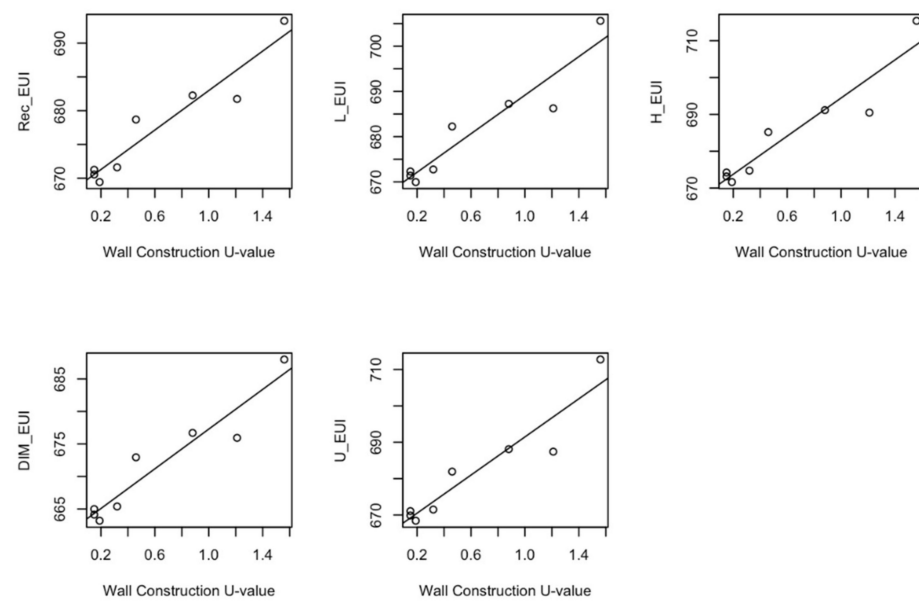 Rec_EUI
690
680
670
0.2 0.6 1.0 1.4
Wall Construction U-value
L_EUI
700
690
680
670
0.2 0.6 1.0 1.4
Wall Construction U-value
H_EUI
710
690
670
0.2 0.6 1.0 1.4
Wall Construction U-value
DIM_EUI
685
675
665
0.2 0.6 1.0 1.4
Wall Construction U-value
U_EUI
710
690
670
0.2 0.6 1.0 1.4
Wall Construction U-value